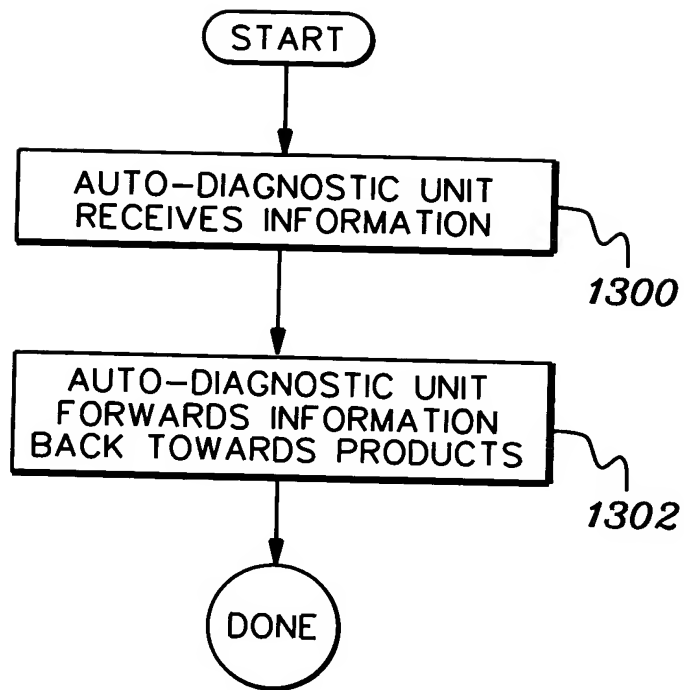 START
AUTO-DIAGNOSTIC UNIT
RECEIVES INFORMATION
1300
AUTO-DIAGNOSTIC UNIT
FORWARDS INFORMATION
BACK TOWARDS PRODUCTS
1302
DONE